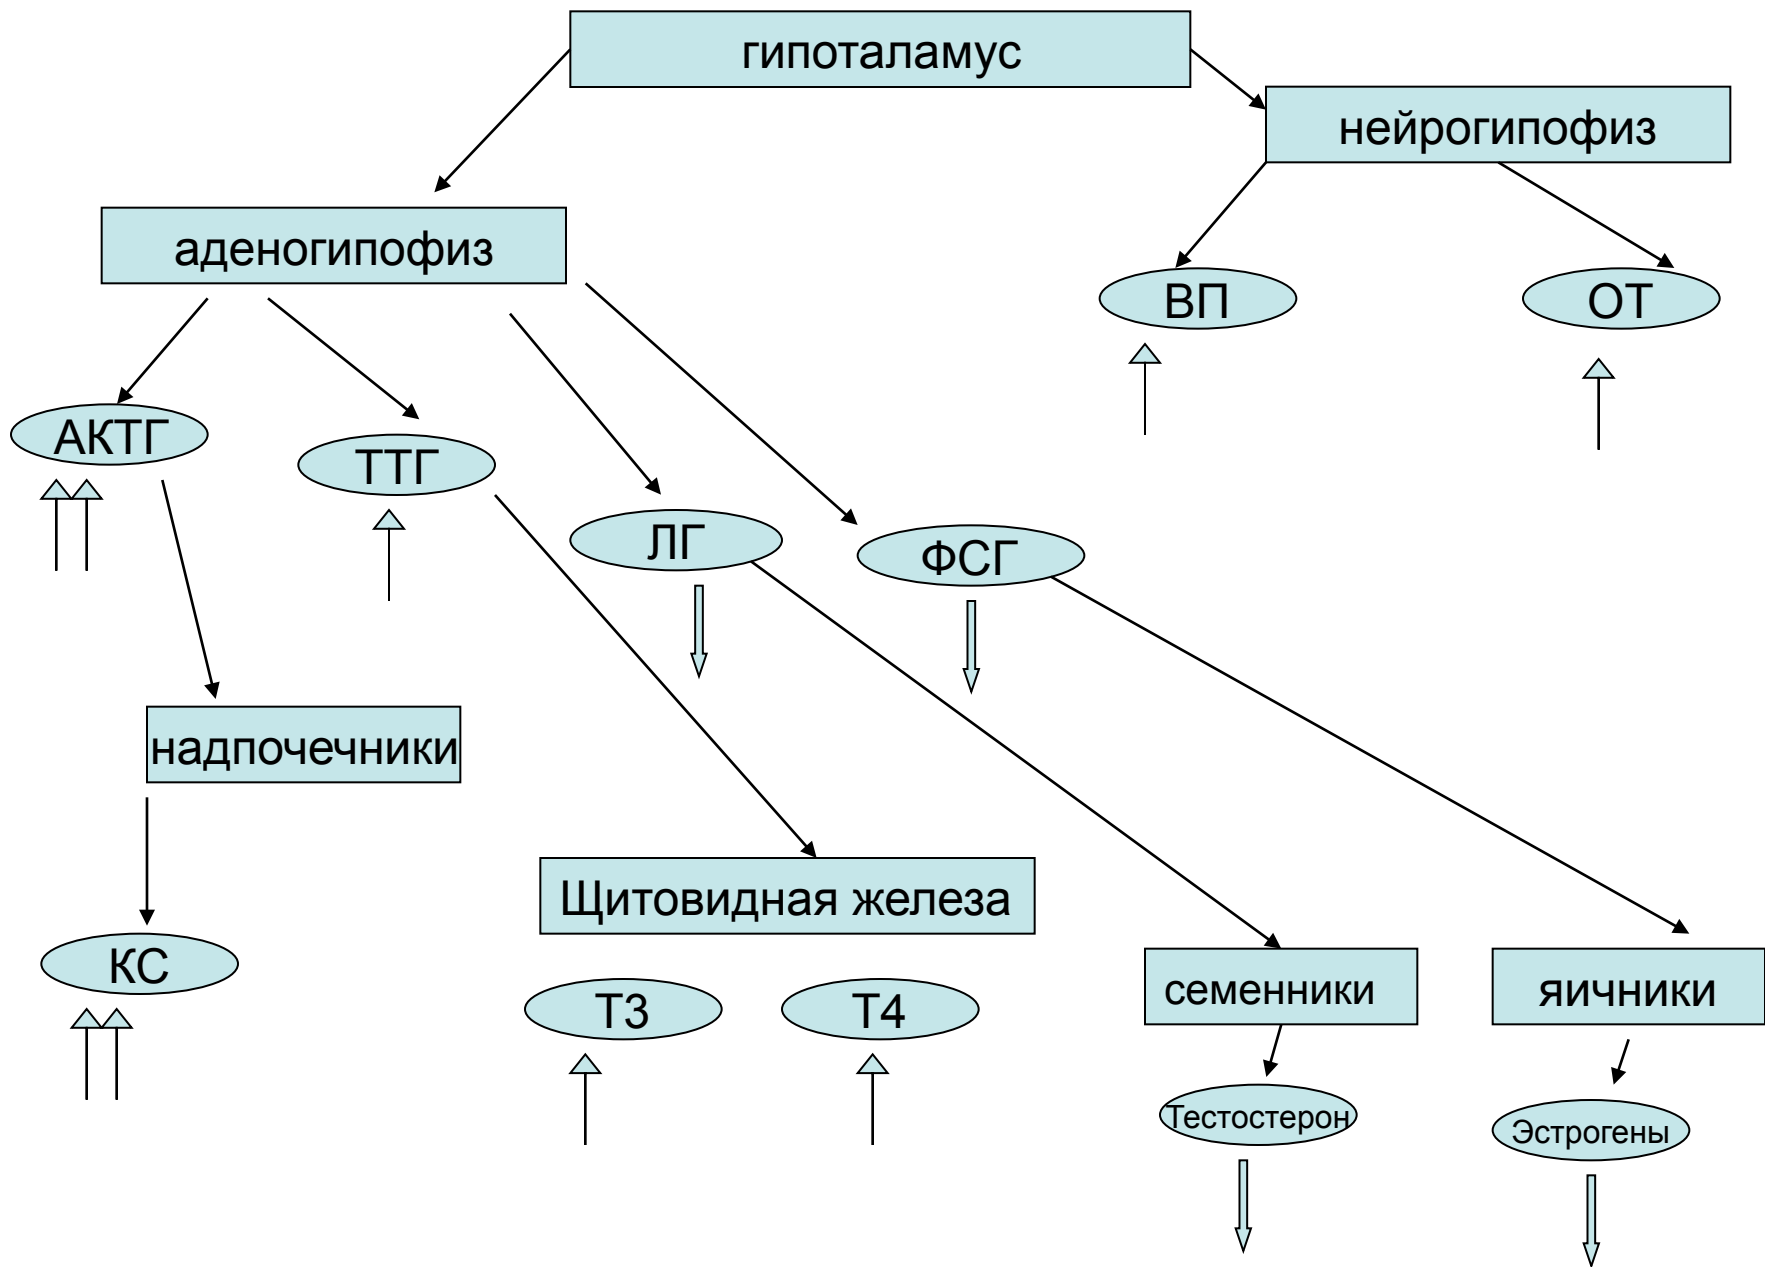 гипоталамус
нейрогипофиз
аденогипофиз
ВП
ОТ
АКТГ
ТТГ
ЛГ
ФСГ
надпочечники
Щитовидная железа
КС
Т3
Т4
семенники
яичники
Тестостерон
Эстрогены